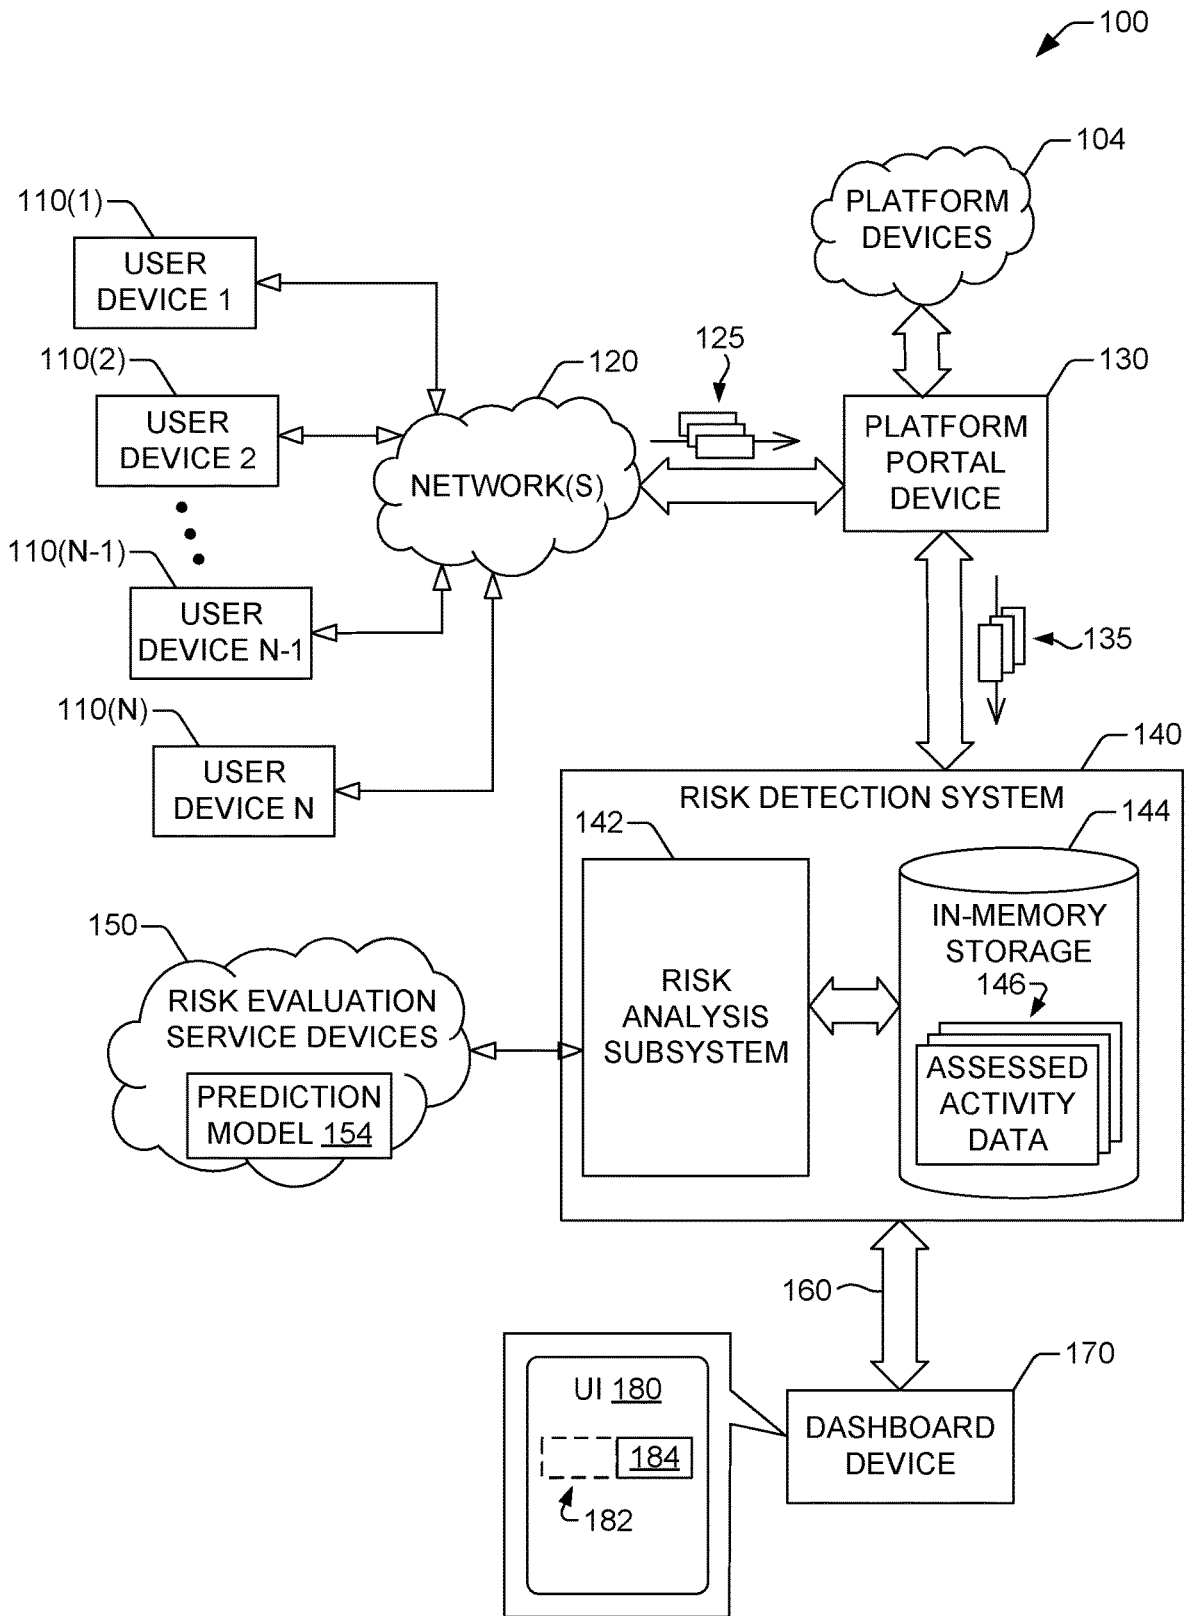 100
104
PLATFORM
DEVICES
110(1)
USER
DEVICE 1
110(2)
USER
DEVICE 2
120
NETWORK(S)
125
130
PLATFORM
PORTAL
DEVICE
110(N-1)
USER
DEVICE N-1
135
110(N)
USER
DEVICE N
140
RISK DETECTION SYSTEM
142
RISK
ANALYSIS
SUBSYSTEM
144
IN-MEMORY
STORAGE
146
ASSESSED
ACTIVITY
DATA
150
RISK EVALUATION
SERVICE DEVICES
PREDICTION
MODEL 154
160
170
DASHBOARD
DEVICE
UI 180
184
182